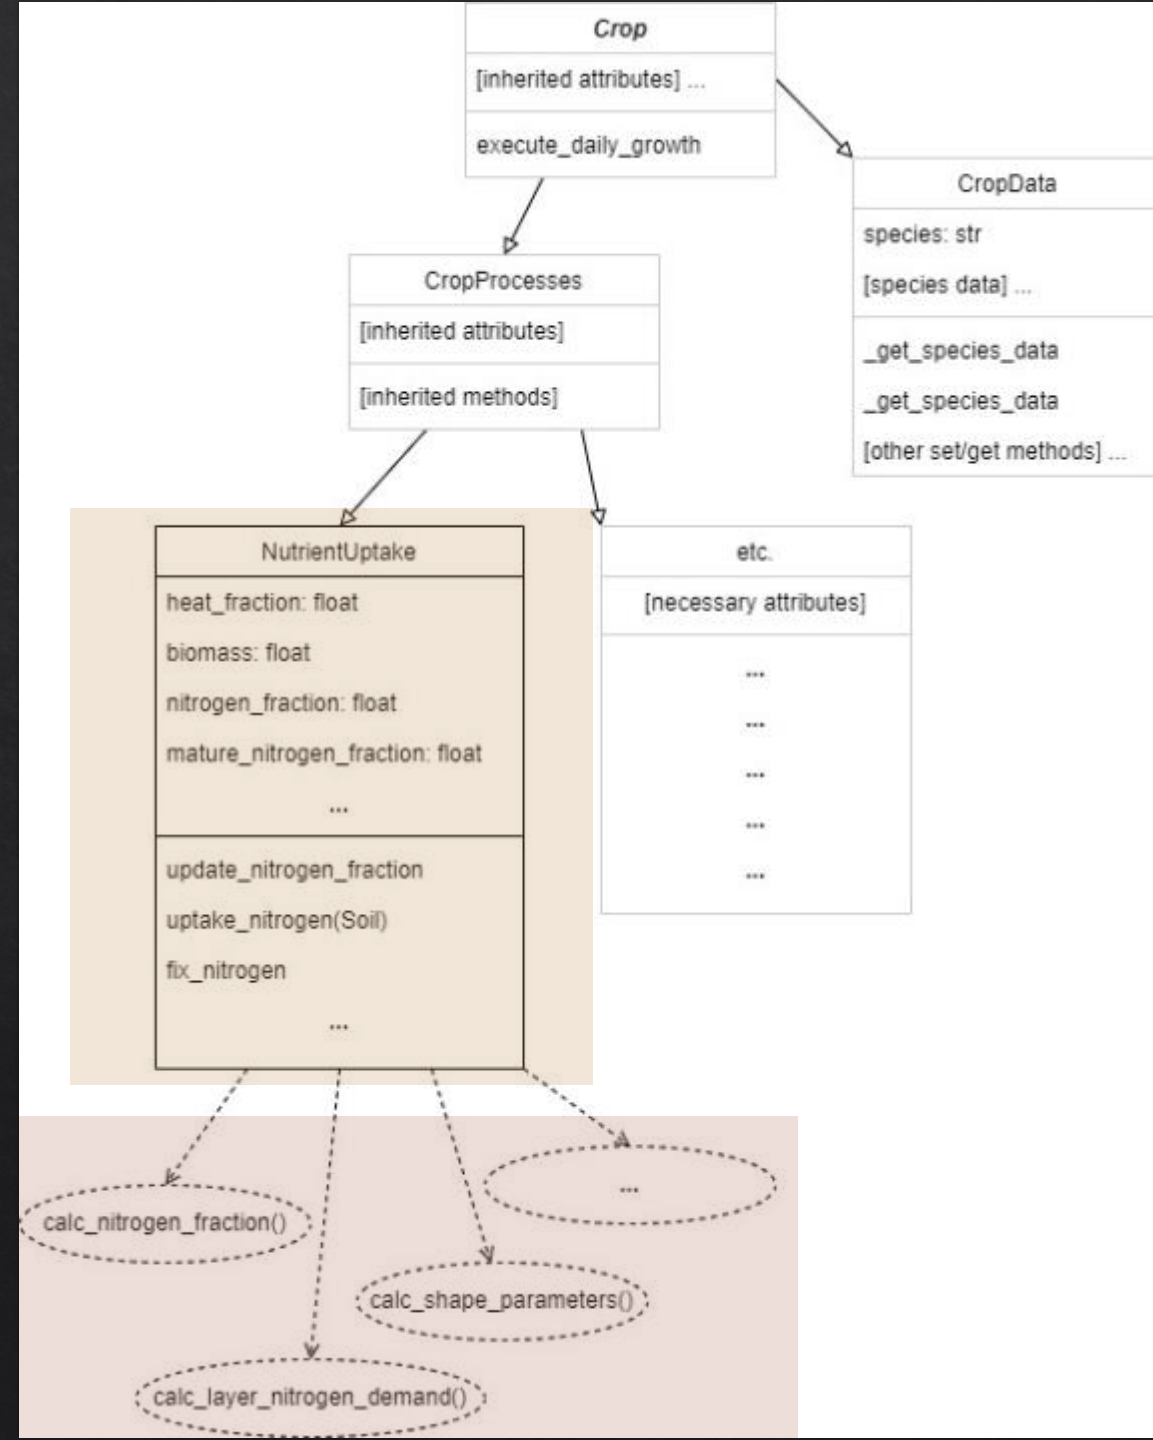 Crop
[inherited attributes] ...
execute_daily_growth
CropData
species: str
[species data] ...
_get_species_data
_get_species_data
[other set/get methods] ...
CropProcesses
[inherited attributes]
[inherited methods]
NutrientUptake
heat_fraction: float
biomass: float
nitrogen_fraction: float
mature_nitrogen_fraction: float
...
update_nitrogen_fraction
uptake_nitrogen(Soil)
fix_nitrogen
...
etc.
[necessary attributes]
...
...
...
...
...
...
calc_nitrogen_fraction()
calc_shape_parameters()
calc_layer_nitrogen_demand()